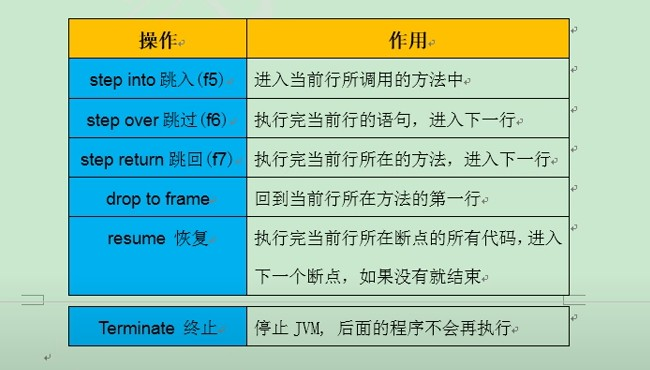 操作 作用
step into 跳入(f5) 进入当前行所调用的方法中
step over 跳过(f6) 执行完当前行的语句，进入下一行
step return 跳回(f7) 执行完当前行所在的方法，进入下一行
drop to frame 回到当前行所在方法的第一行
resume 恢复 执行完当前行所在断点的所有代码，进入
下一个断点，如果没有就结束
Terminate 终止 停止 JVM, 后面的程序不会再执行